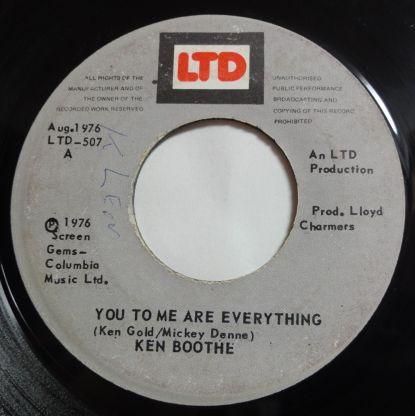 LTD
ALL RIGHTS OF THE
MANUFACTURER AND OF
THE OWNER OF THE
RECORDED WORK RESERVED
UNAUTHORISED
PUBLIC PERFORMANCE
BROADCASTING AND
COPYING OF THIS RECORD
PROHIBITED
Aug.1976
LTD-507
A
K LEON
An LTD
Production
Prod. Lloyd
Charmers
Ⓟ 1976
Screen
Gems-
Columbia
Music Ltd.
YOU TO ME ARE EVERYTHING
(Ken Gold/Mickey Denne)
KEN BOOTHE